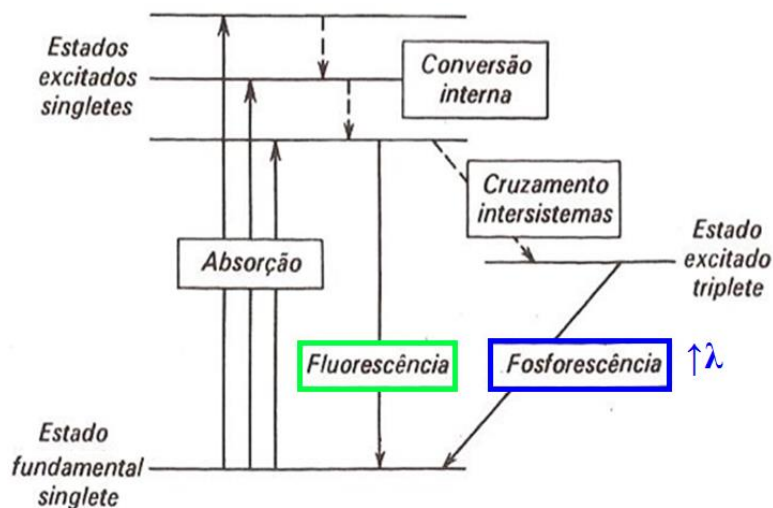 Estados
excitados
singletes
Conversão
interna
Cruzamento
intersistemas
Estado
excitado
triplete
Absorção
Fluorescência
Fosforescência
↑λ
Estado
fundamental
singlete